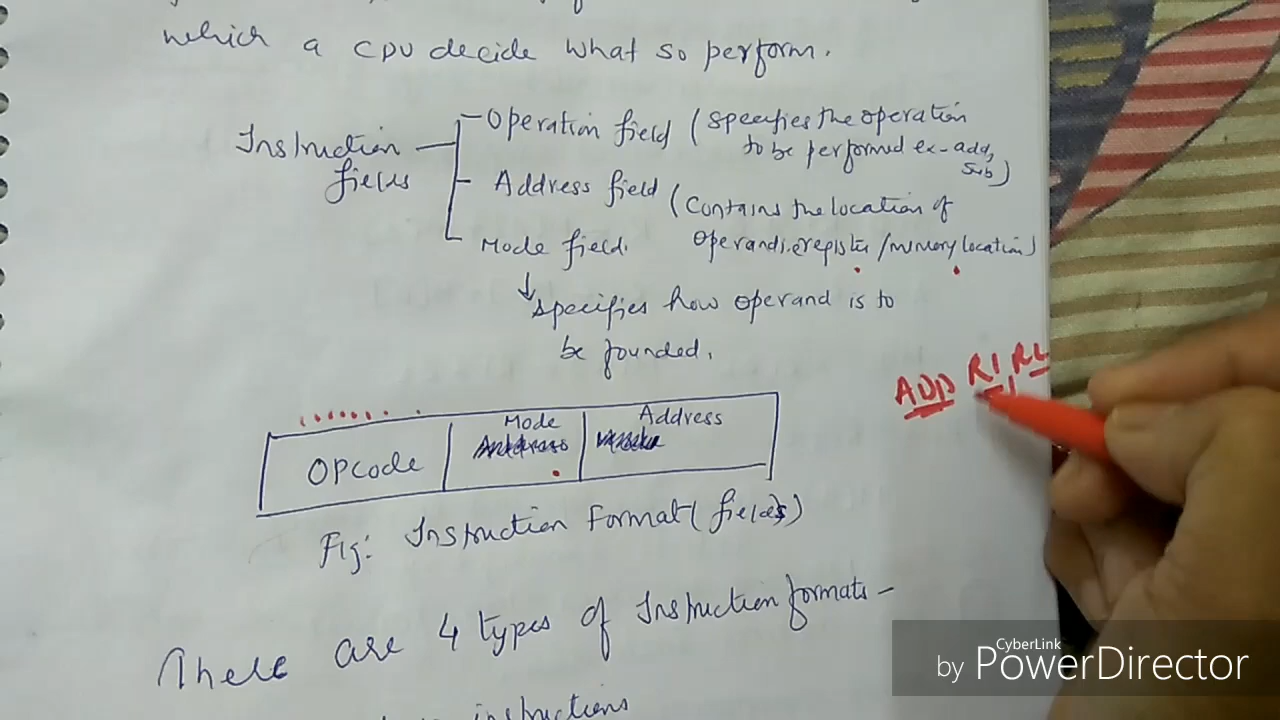 which a CPU decide what so perform.
Instruction fields
Operation field (specifies the operation
to be performed ex-add,
sub)
Address field (contains the location of
operand i.e register/memory location)
Mode field.
specifies how operand is to
be founded.
ADD R1, R2
Opcode Mode Address
Fig: Instruction Format (fields)
There are 4 types of Instruction formats -
instructions
CyberLink
by PowerDirector